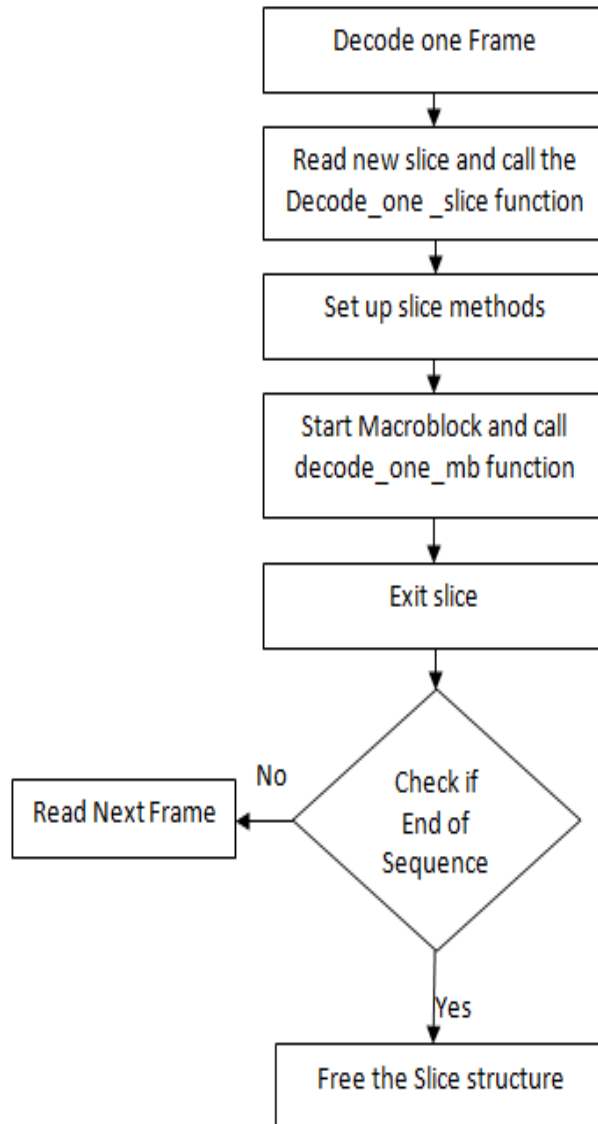 Decode one Frame
Read new slice and call the
Decode_one _slice function
Set up slice methods
Start Macroblock and call
decode_one_mb function
Exit slice
Check if
End of
Sequence
No
Read Next Frame
Yes
Free the Slice structure